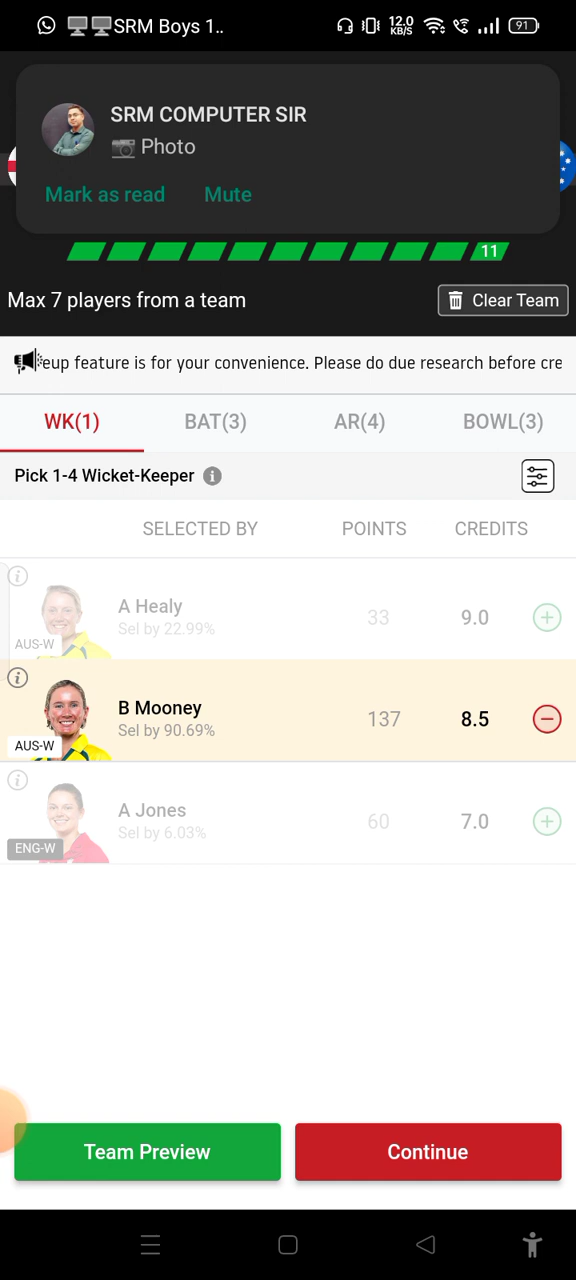 SRM Boys 1..
12.0
KB/S
91
SRM COMPUTER SIR
Photo
Mark as read Mute
11
Max 7 players from a team
Clear Team
eup feature is for your convenience. Please do due research before cre
WK(1) BAT(3) AR(4) BOWL(3)
Pick 1-4 Wicket-Keeper i
SELECTED BY POINTS CREDITS
i
A Healy
Sel by 22.99%
33 9.0 +
AUS-W
i
B Mooney
Sel by 90.69%
137 8.5 −
AUS-W
i
A Jones
Sel by 6.03%
60 7.0 +
ENG-W
Team Preview Continue